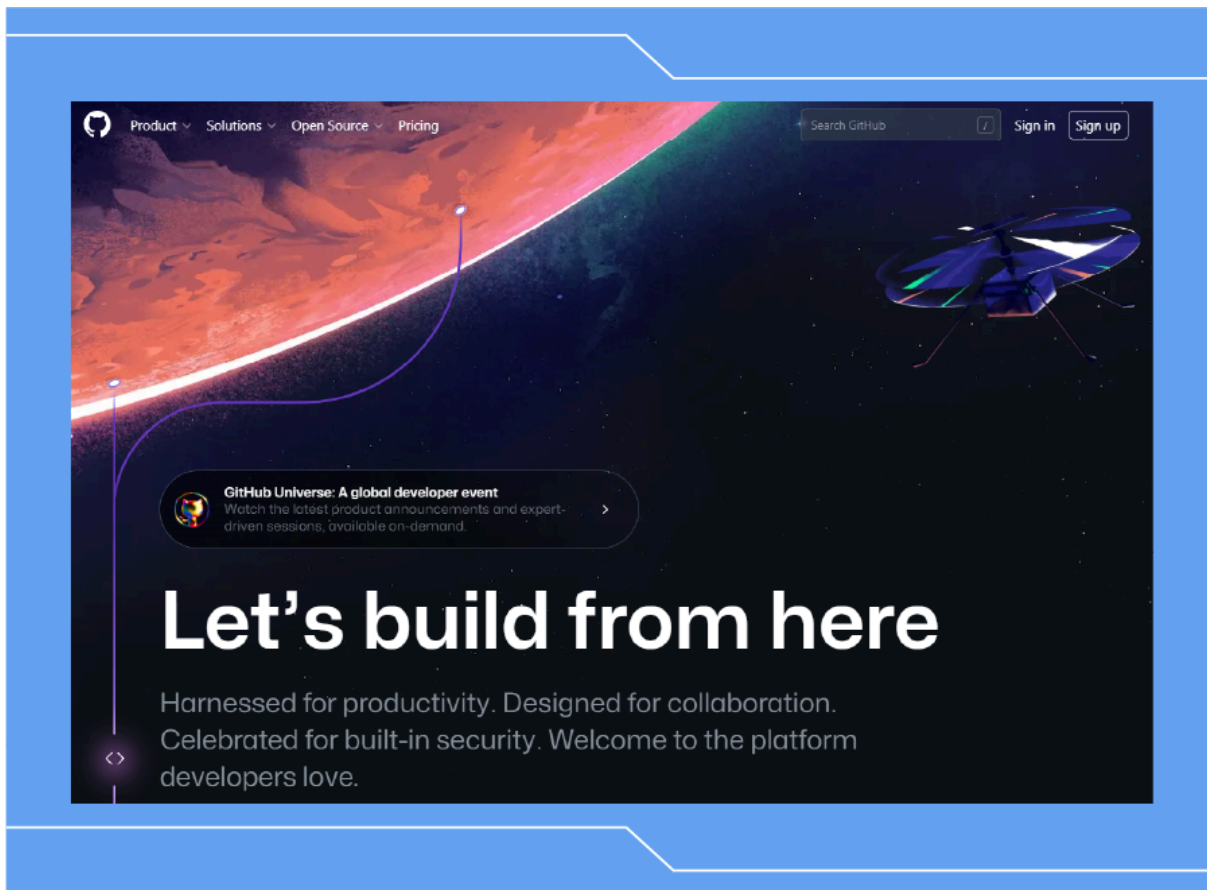 Product
Solutions
Open Source
Pricing
Search GitHub
/
Sign in
Sign up
GitHub Universe: A global developer event
Watch the latest product announcements and expert-
driven sessions, available on-demand.
Let’s build from here
Harnessed for productivity. Designed for collaboration.
Celebrated for built-in security. Welcome to the platform
developers love.